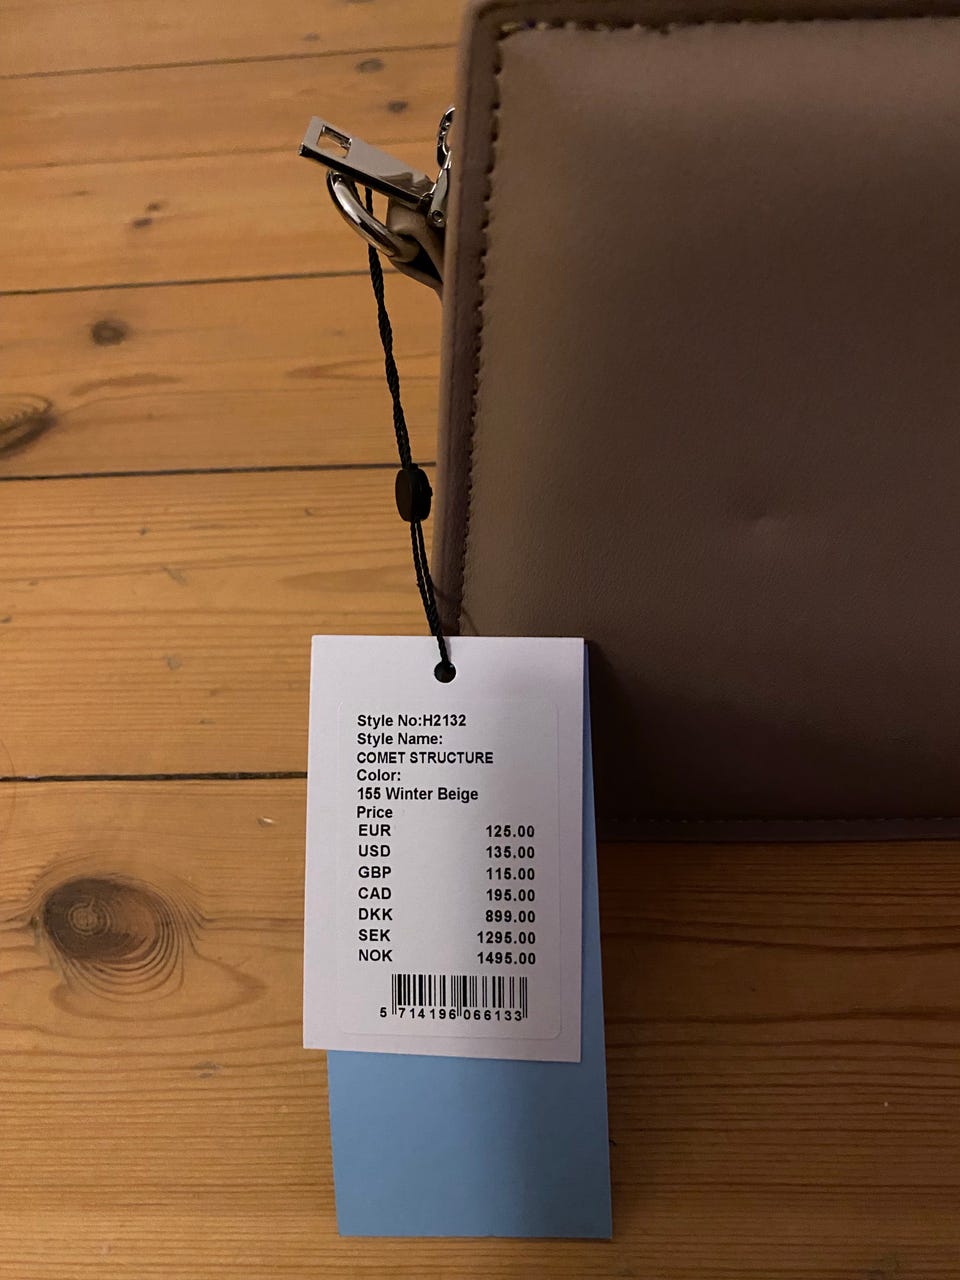 Style No:H2132
Style Name:
COMET STRUCTURE
Color:
155 Winter Beige
Price
EUR 125.00
USD 135.00
GBP 115.00
CAD 195.00
DKK 899.00
SEK 1295.00
NOK 1495.00
5 714196 066133